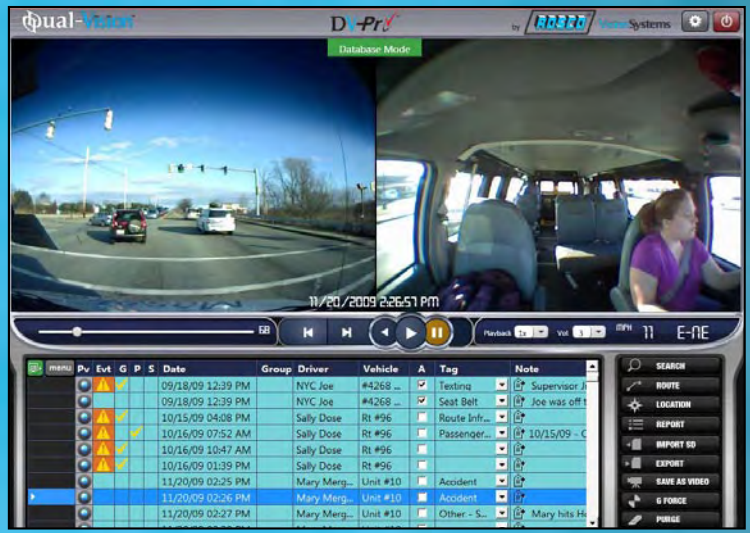 Dual-Vision DV-Pro by ROSCO Vision Systems
Database Mode
11/20/2009 2:26:57 PM
68 Playback 1x Vol 3 MPH 11 E-NE
menu Pv Evt G P S Date Group Driver Vehicle A Tag Note
09/18/09 12:39 PM NYC Joe #4268 ... Texting Supervisor
09/18/09 12:39 PM NYC Joe #4268 ... Seat Belt Joe was off
10/15/09 04:08 PM Sally Dose Rt #96 Route Infr...
10/16/09 07:52 AM Sally Dose Rt #96 Passenger... 10/15/09 -
10/16/09 10:47 AM Sally Dose Rt #96
10/16/09 01:39 PM Sally Dose Rt #96
11/20/09 02:25 PM Mary Merg... Unit #10 Accident
11/20/09 02:26 PM Mary Merg... Unit #10 Accident
11/20/09 02:27 PM Mary Merg... Unit #10 Other - S... Mary hits
SEARCH
ROUTE
LOCATION
REPORT
IMPORT SD
EXPORT
SAVE AS VIDEO
G FORCE
PURGE